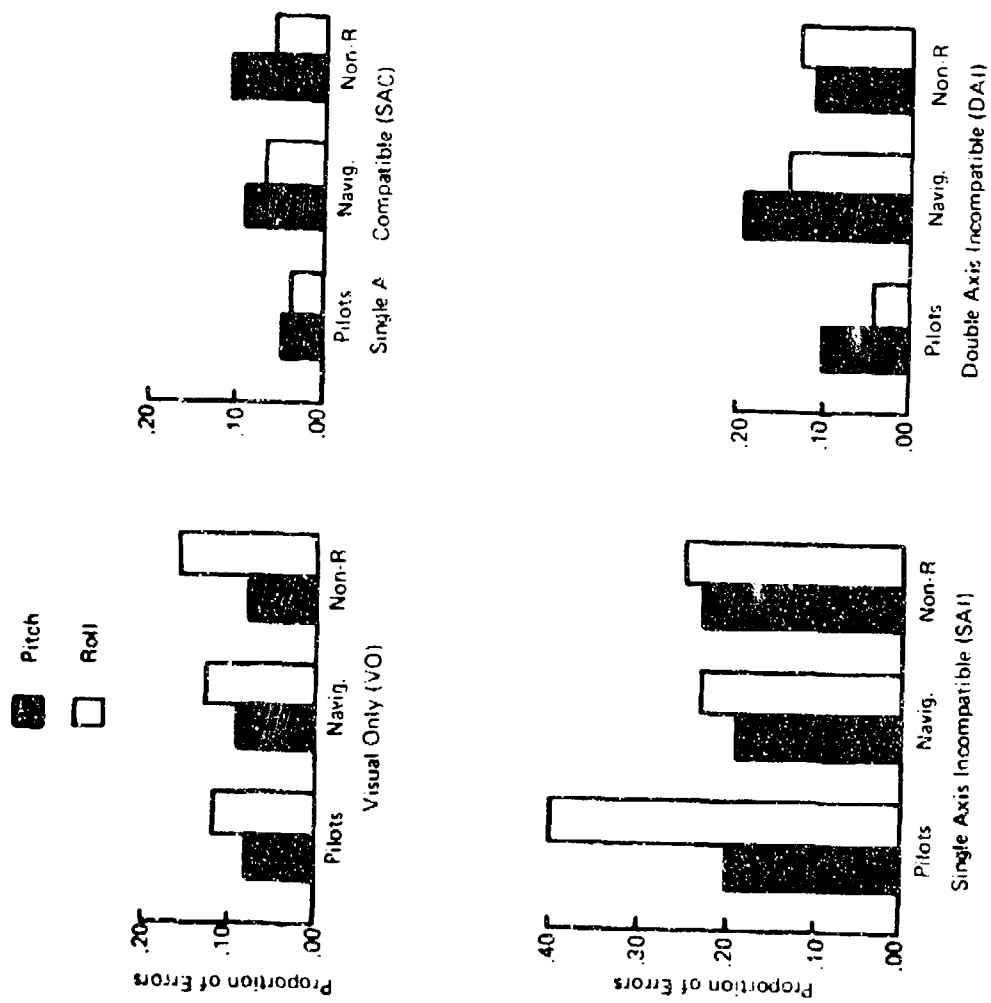 Pitch
Roll
Proportion of Errors
.20
.10
.00
Pilots Navig. Non-R
Visual Only (VO)
.20
.10
.00
Pilots Navig. Non-R
Single A Compatible (SAC)
Proportion of Errors
.40
.20
.10
.00
Pilots Navig. Non-R
Single Axis Incompatible (SAI)
.20
.10
.00
Pilots Navig. Non-R
Double Axis Incompatible (DAI)